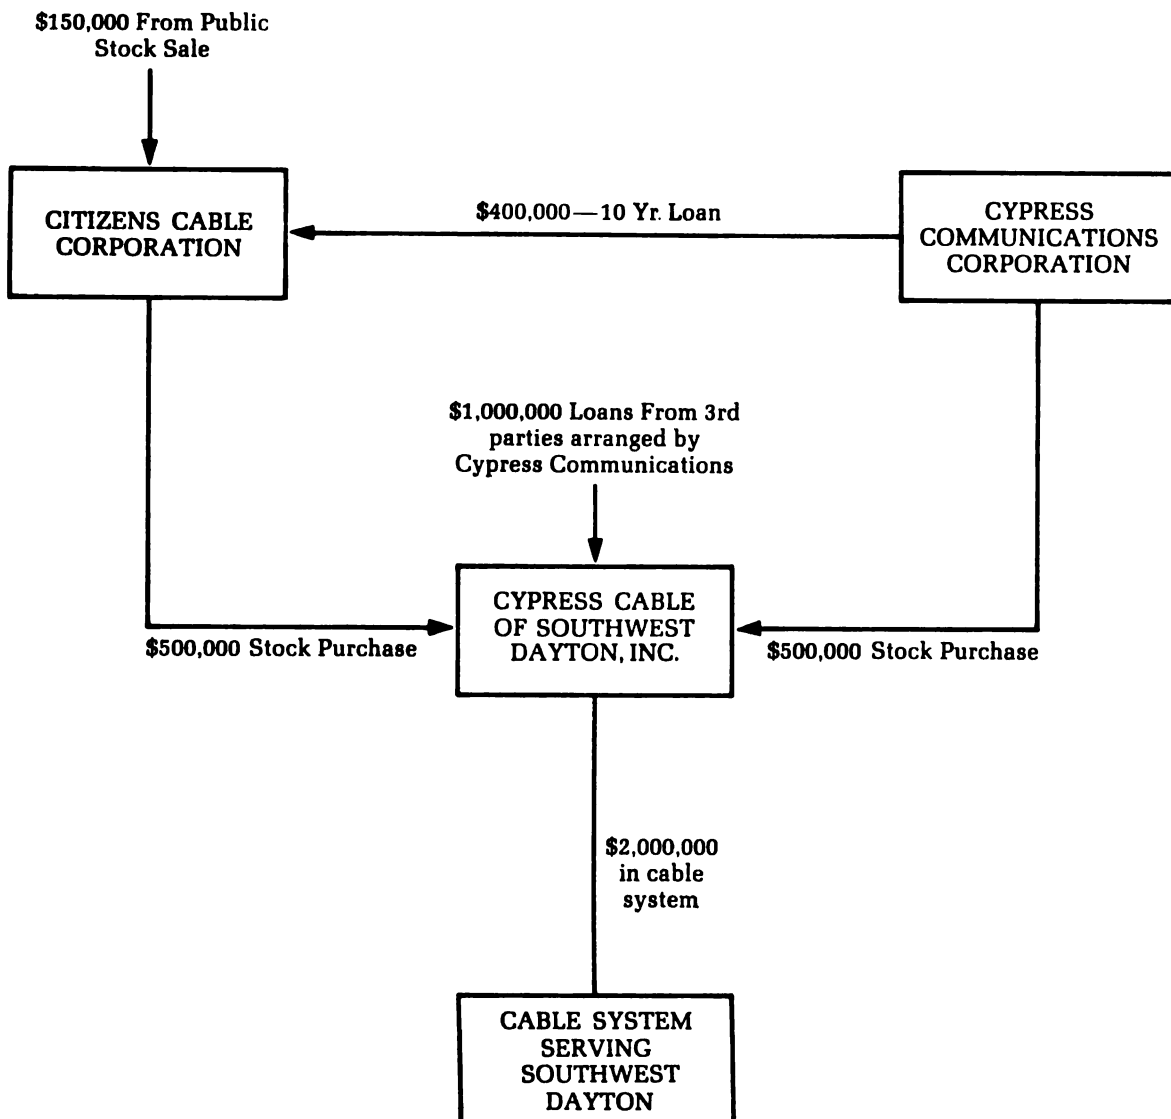 $150,000 From Public
Stock Sale
CITIZENS CABLE
CORPORATION
$400,000—10 Yr. Loan
CYPRESS
COMMUNICATIONS
CORPORATION
$1,000,000 Loans From 3rd
parties arranged by
Cypress Communications
CYPRESS CABLE
OF SOUTHWEST
DAYTON, INC.
$500,000 Stock Purchase
$500,000 Stock Purchase
$2,000,000
in cable
system
CABLE SYSTEM
SERVING
SOUTHWEST
DAYTON